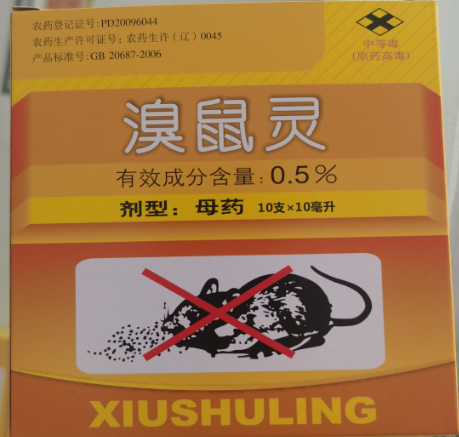 农药登记证号:PD20096044
农药生产许可证号:农药生许(辽)0045
产品标准号:GB 20687-2006
中等毒
(原药高毒)
溴鼠灵
有效成分含量:0.5%
剂型:母药 10支×10毫升
XIUSHULING